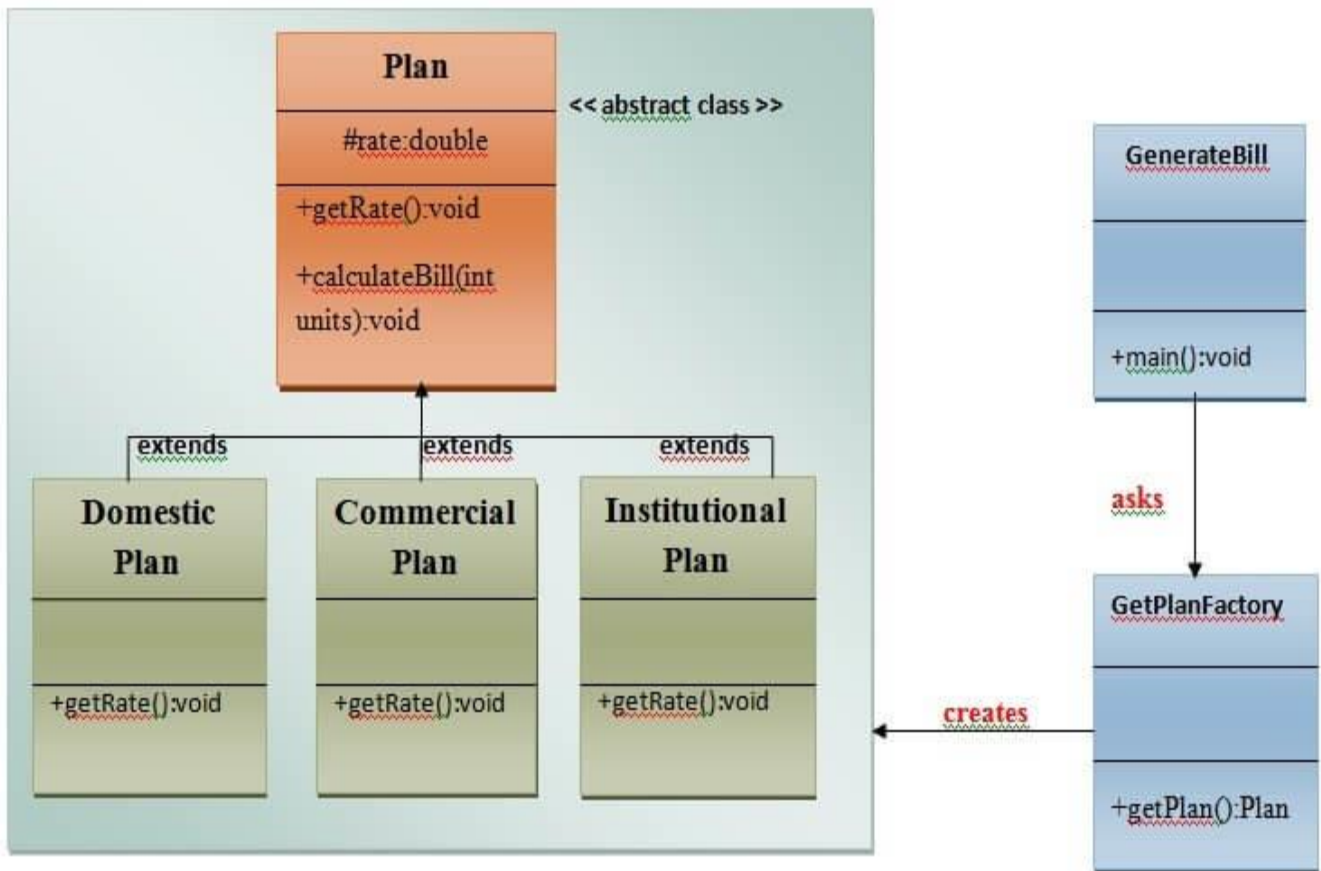 Plan
<< abstract class >>
#rate:double
+getRate():void
+calculateBill(int
units):void
extends
extends
extends
Domestic
Plan
+getRate():void
Commercial
Plan
+getRate():void
Institutional
Plan
+getRate():void
GenerateBill
+main():void
asks
GetPlanFactory
+getPlan():Plan
creates